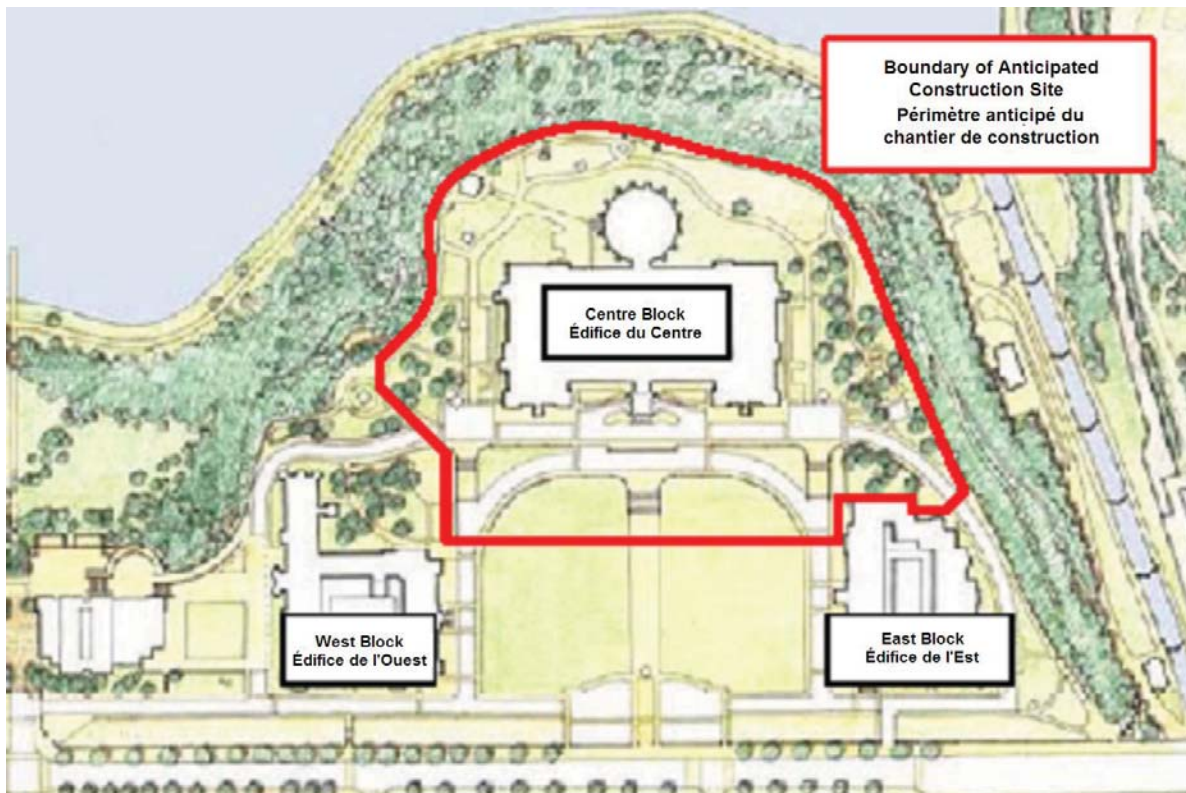 Boundary of Anticipated
Construction Site
Périmètre anticipé du
chantier de construction
Centre Block
Édifice du Centre
West Block
Édifice de l'Ouest
East Block
Édifice de l'Est